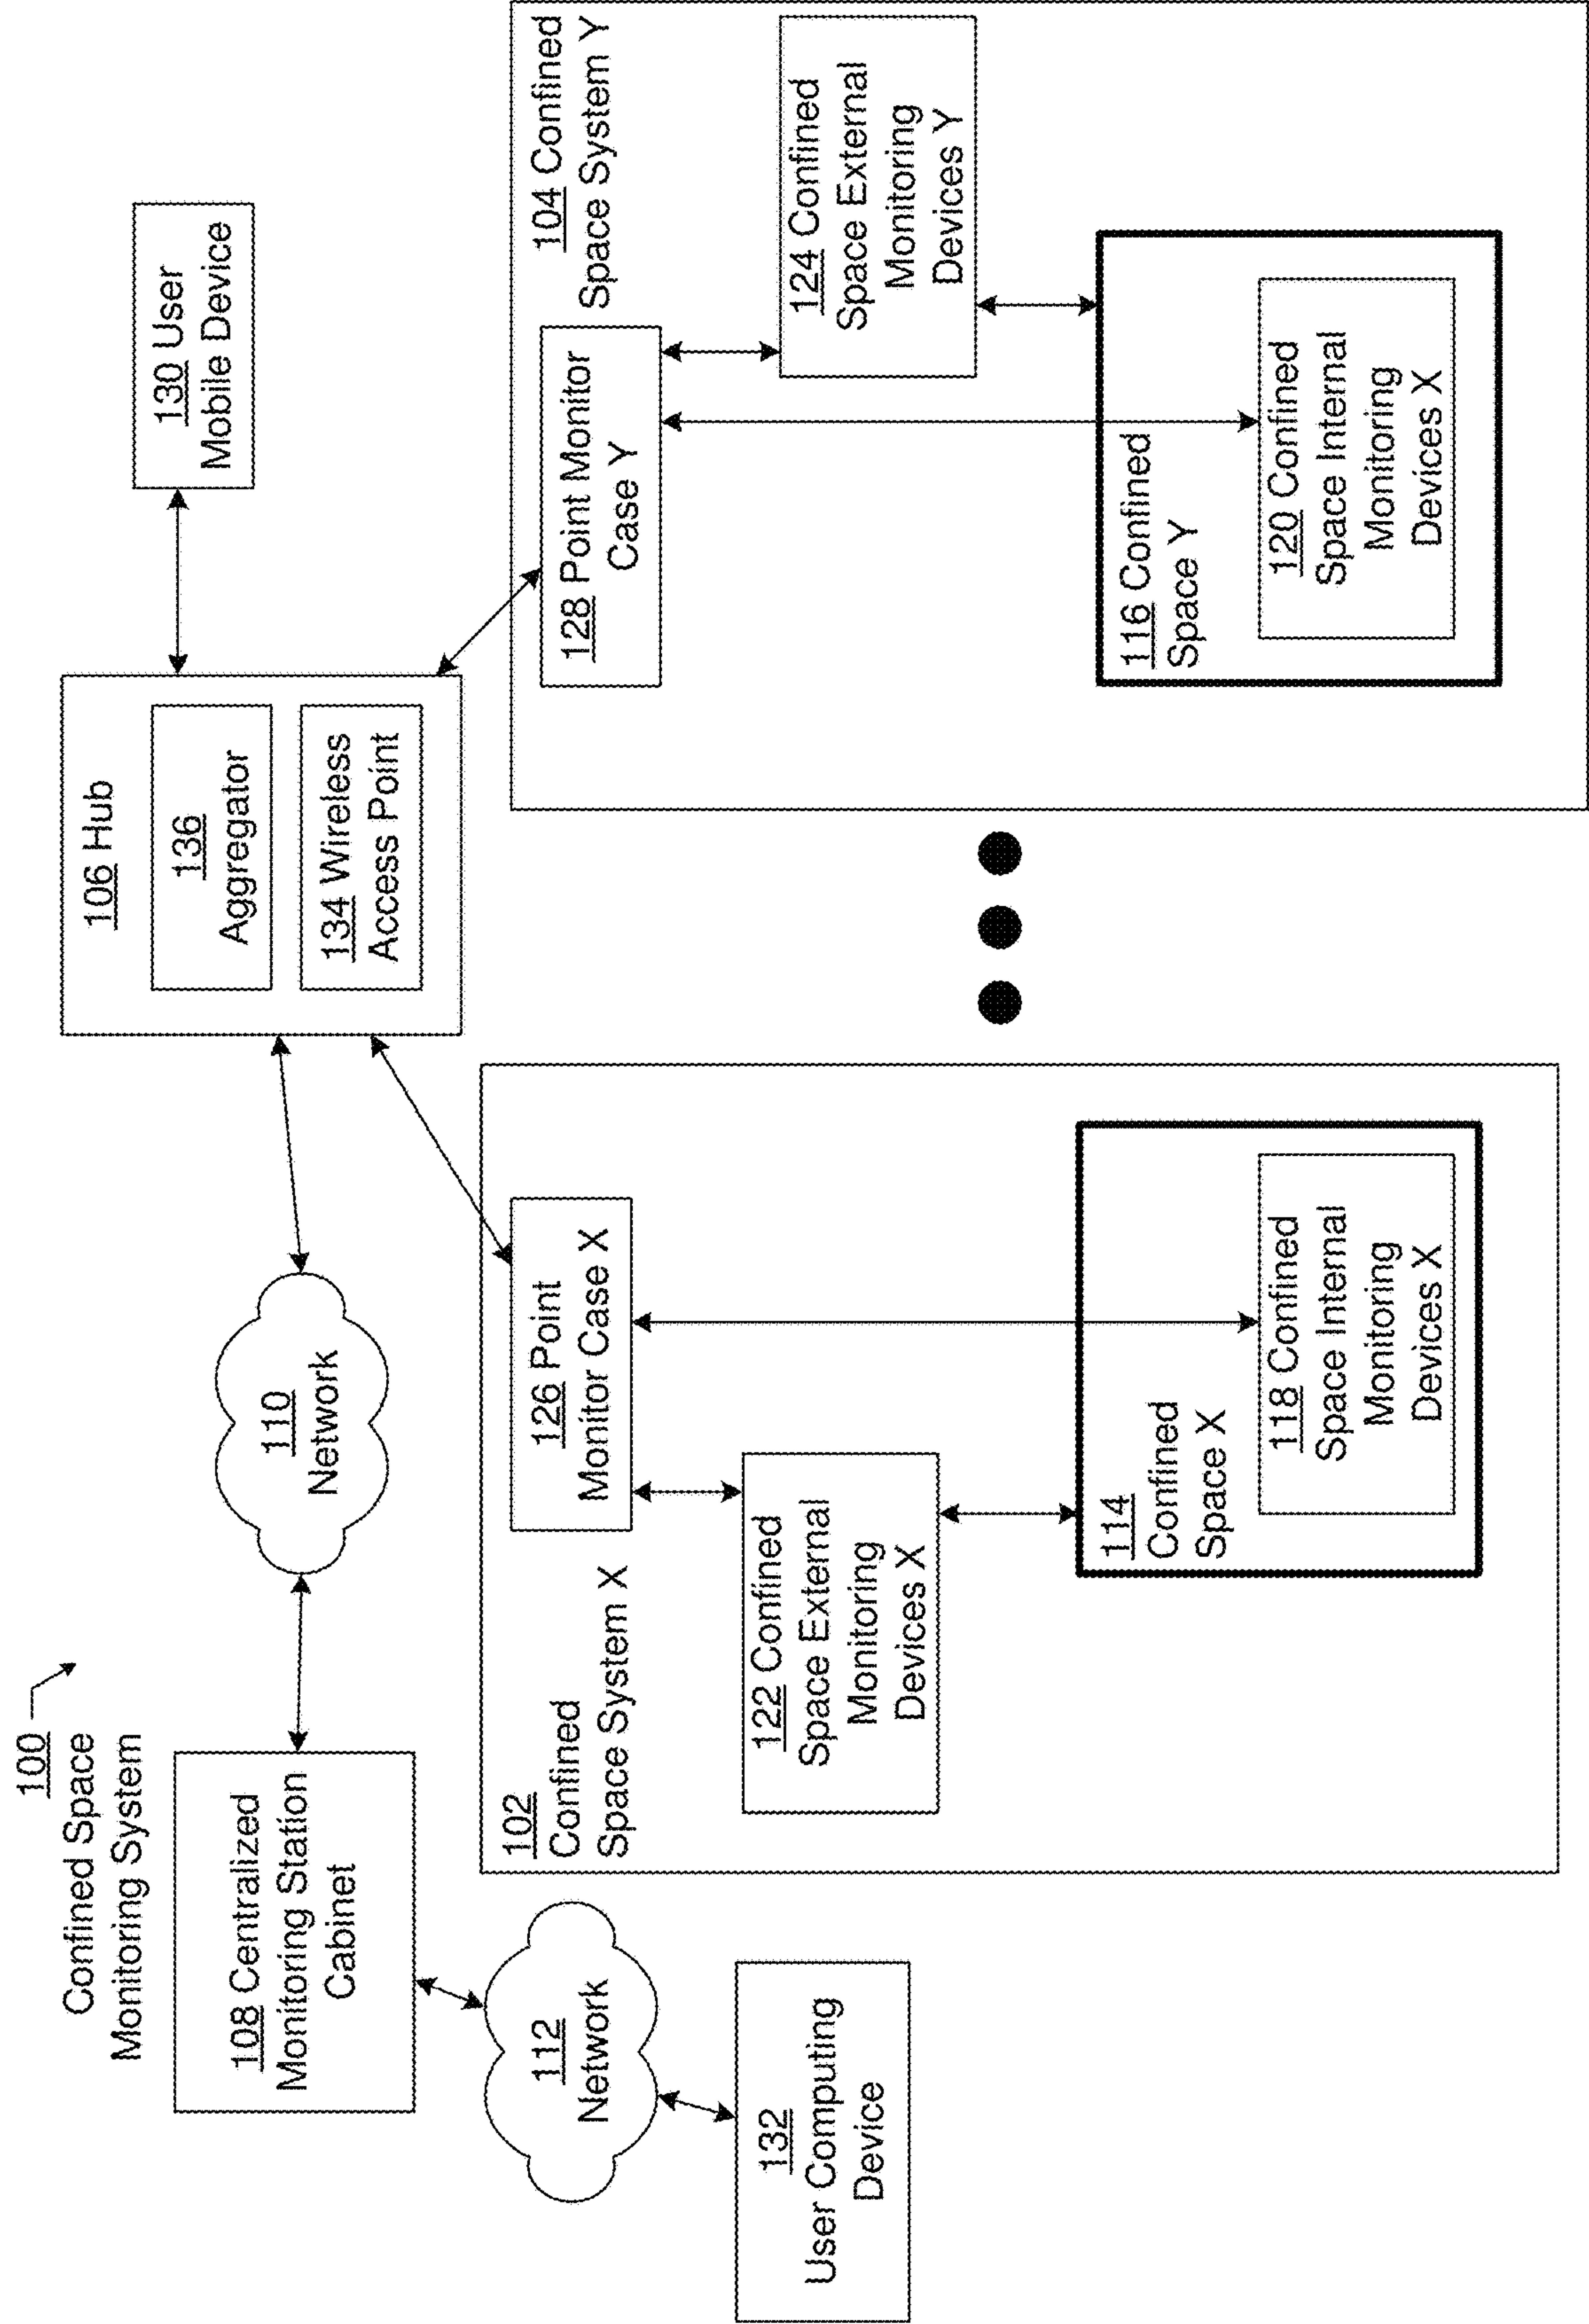 100
Confined Space
Monitoring System
108 Centralized
Monitoring Station
Cabinet
110
Network
106 Hub
136
Aggregator
134 Wireless
Access Point
130 User
Mobile Device
112
Network
132
User Computing
Device
102
Confined
Space System X
126 Point
Monitor Case X
122 Confined
Space External
Monitoring
Devices X
114
Confined
Space X
118 Confined
Space Internal
Monitoring
Devices X
104 Confined
Space System Y
128 Point Monitor
Case Y
124 Confined
Space External
Monitoring
Devices Y
116 Confined
Space Y
120 Confined
Space Internal
Monitoring
Devices X